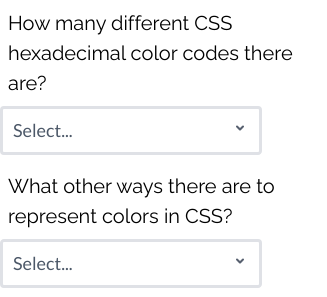 How many different CSS
hexadecimal color codes there
are?
Select...
What other ways there are to
represent colors in CSS?
Select...